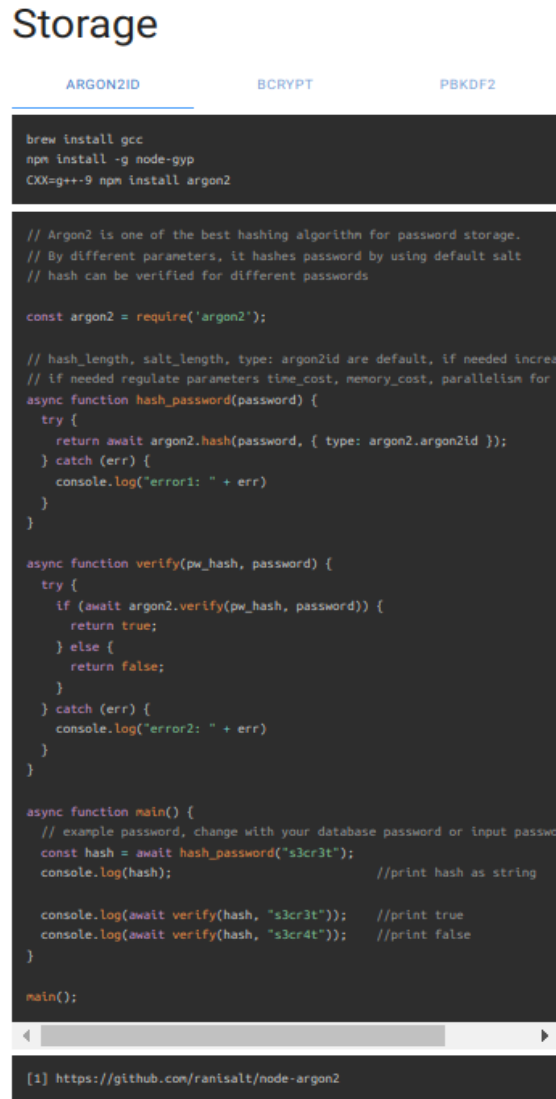 Storage
ARGON2ID BCRYPT PBKDF2
brew install gcc
npm install -g node-gyp
CXX=g++-9 npm install argon2
// Argon2 is one of the best hashing algorithm for password storage.
// By different parameters, it hashes password by using default salt
// hash can be verified for different passwords
const argon2 = require('argon2');
// hash_length, salt_length, type: argon2id are default, if needed increa
// if needed regulate parameters time_cost, memory_cost, parallelism for
async function hash_password(password) {
try {
return await argon2.hash(password, { type: argon2.argon2id });
} catch (err) {
console.log("error1: " + err)
}
}
async function verify(pw_hash, password) {
try {
if (await argon2.verify(pw_hash, password)) {
return true;
} else {
return false;
}
} catch (err) {
console.log("error2: " + err)
}
}
async function main() {
// example password, change with your database password or input passwo
const hash = await hash_password("s3cr3t");
console.log(hash); //print hash as string
console.log(await verify(hash, "s3cr3t")); //print true
console.log(await verify(hash, "s3cr4t")); //print false
}
main();
[1] https://github.com/ranisalt/node-argon2